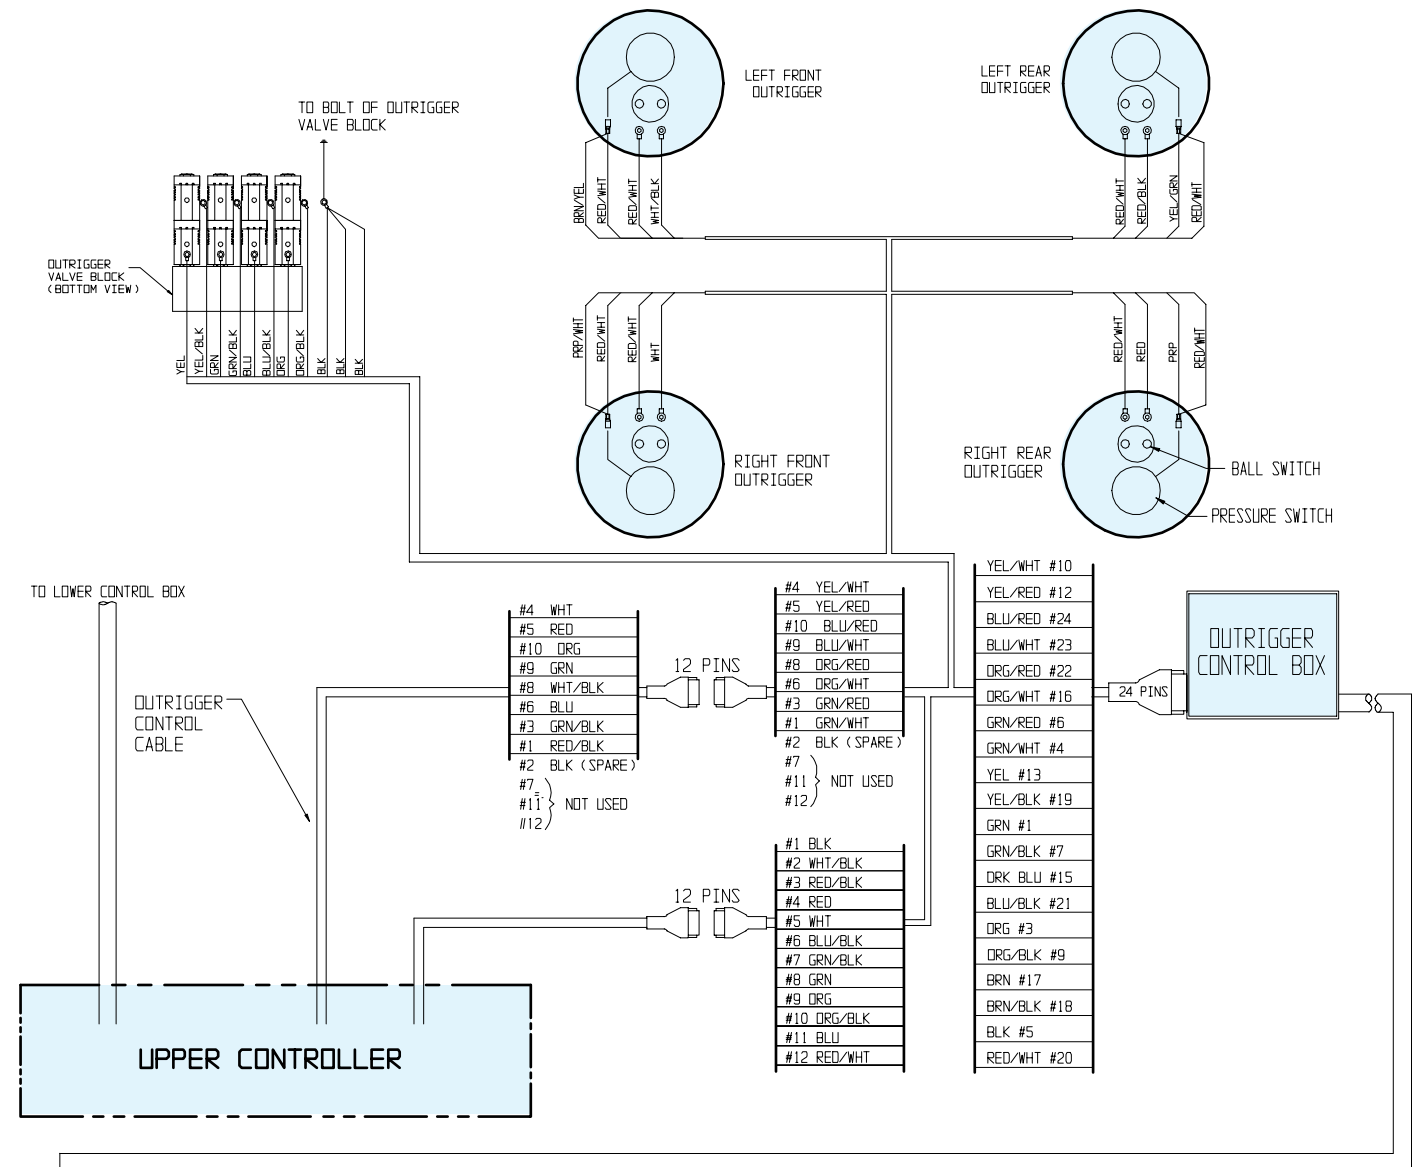 LEFT FRONT
OUTRIGGER
LEFT REAR
OUTRIGGER
TO BOLT OF OUTRIGGER
VALVE BLOCK
BRN/YEL
RED/WHT
RED/WHT
WHT/BLK
RED/WHT
RED/BLK
YEL/GRN
RED/WHT
OUTRIGGER
VALVE BLOCK
(BOTTOM VIEW)
YEL
YEL/BLK
GRN
GRN/BLK
BLU
BLU/BLK
ORG
ORG/BLK
BLK
BLK
BLK
PRP/WHT
RED/WHT
RED/WHT
WHT
RED/WHT
RED
PRP
RED/WHT
RIGHT FRONT
OUTRIGGER
RIGHT REAR
OUTRIGGER
BALL SWITCH
PRESSURE SWITCH
TO LOWER CONTROL BOX
OUTRIGGER
CONTROL
CABLE
#4 WHT
#5 RED
#10 ORG
#9 GRN
#8 WHT/BLK
#6 BLU
#3 GRN/BLK
#1 RED/BLK
#2 BLK (SPARE)
#7
#11 NOT USED
#12
12 PINS
#4 YEL/WHT
#5 YEL/RED
#10 BLU/RED
#9 BLU/WHT
#8 ORG/RED
#6 ORG/WHT
#3 GRN/RED
#1 GRN/WHT
#2 BLK (SPARE)
#7
#11 NOT USED
#12
12 PINS
#1 BLK
#2 WHT/BLK
#3 RED/BLK
#4 RED
#5 WHT
#6 BLU/BLK
#7 GRN/BLK
#8 GRN
#9 ORG
#10 ORG/BLK
#11 BLU
#12 RED/WHT
YEL/WHT #10
YEL/RED #12
BLU/RED #24
BLU/WHT #23
ORG/RED #22
ORG/WHT #16
GRN/RED #6
GRN/WHT #4
YEL #13
YEL/BLK #19
GRN #1
GRN/BLK #7
DRK BLU #15
BLU/BLK #21
ORG #3
ORG/BLK #9
BRN #17
BRN/BLK #18
BLK #5
RED/WHT #20
24 PINS
OUTRIGGER
CONTROL BOX
UPPER CONTROLLER